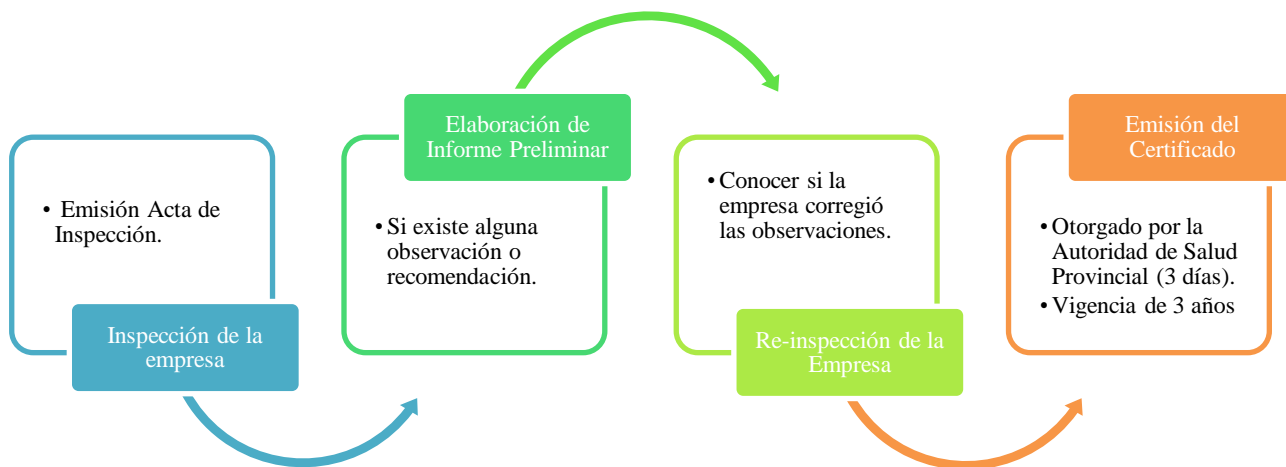 • Emisión Acta de
Inspección.
Inspección de la
empresa
Elaboración de
Informe Preliminar
• Si existe alguna
observación o
recomendación.
• Conocer si la
empresa corregió
las observaciones.
Re-inspección de la
Empresa
Emisión del
Certificado
• Otorgado por la
Autoridad de Salud
Provincial (3 días).
• Vigencia de 3 años